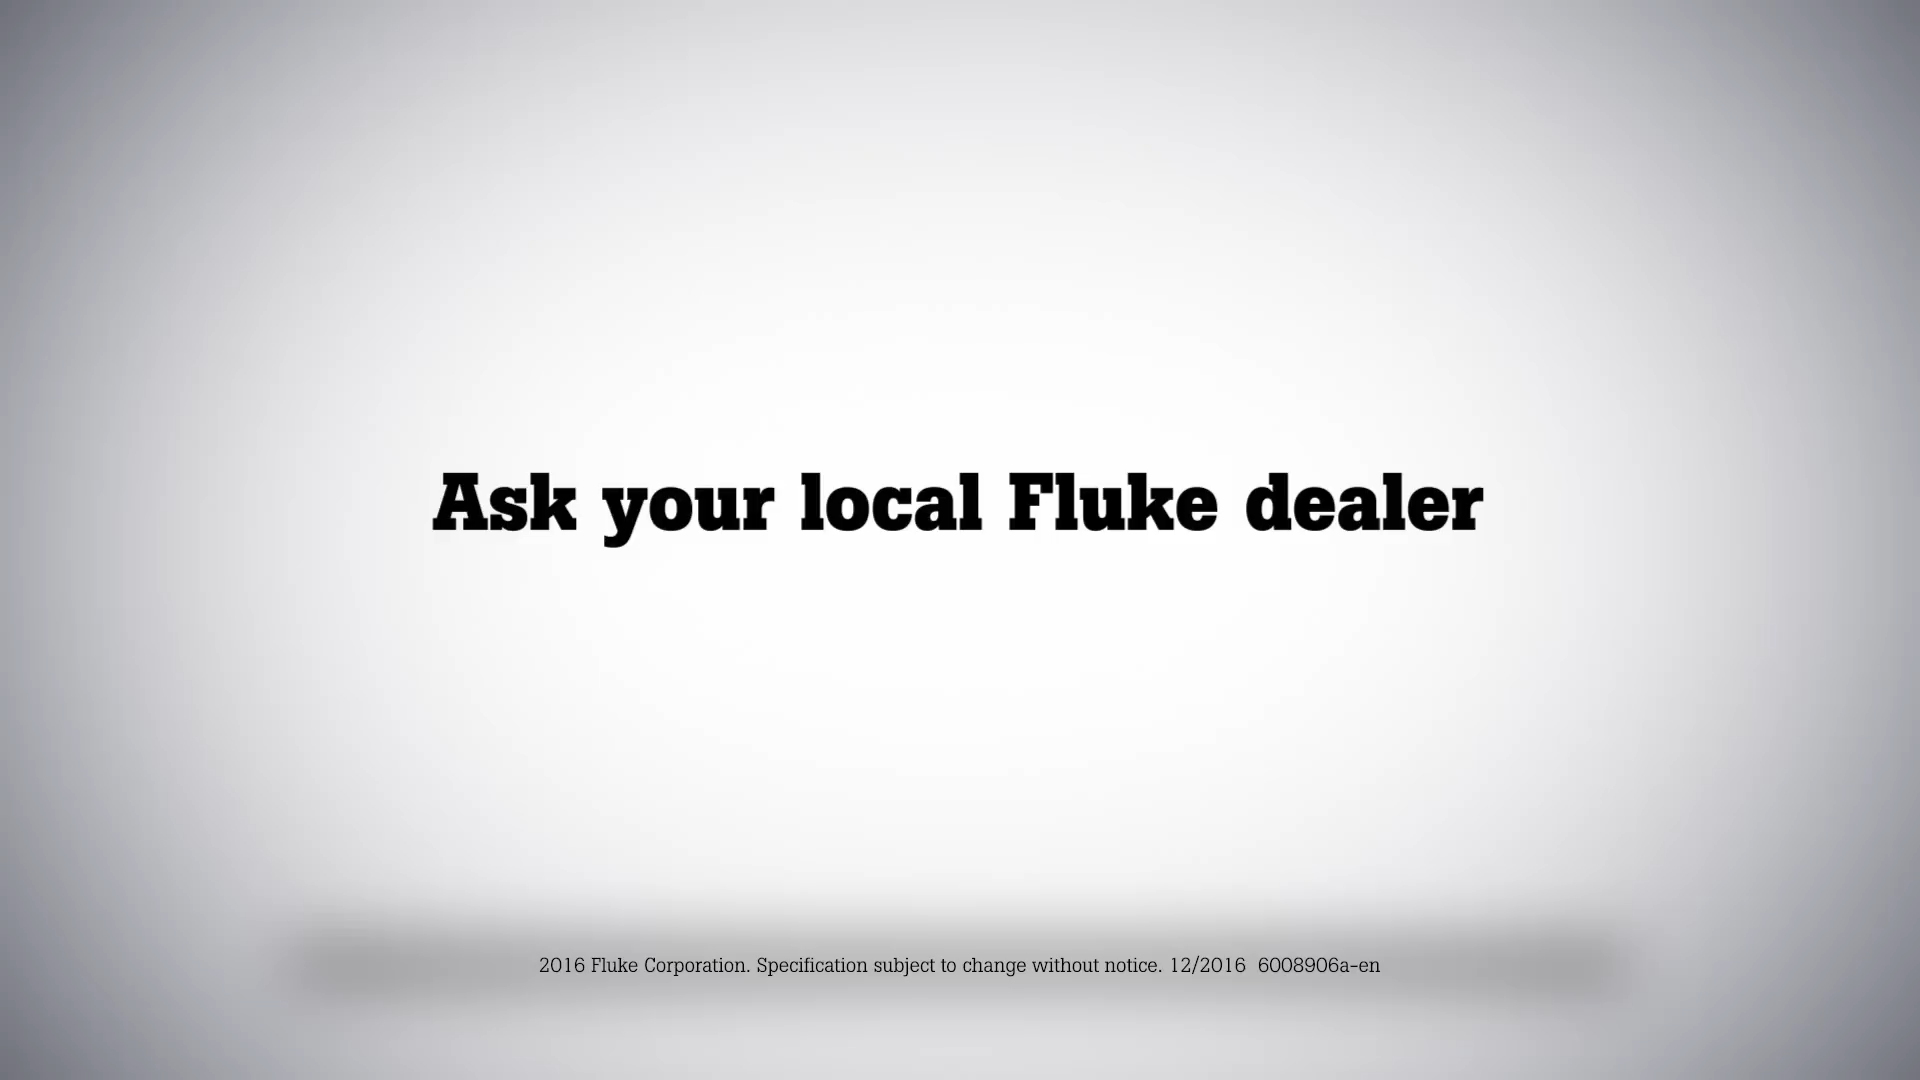 Ask your local Fluke dealer
2016 Fluke Corporation. Specification subject to change without notice. 12/2016 6008906a-en